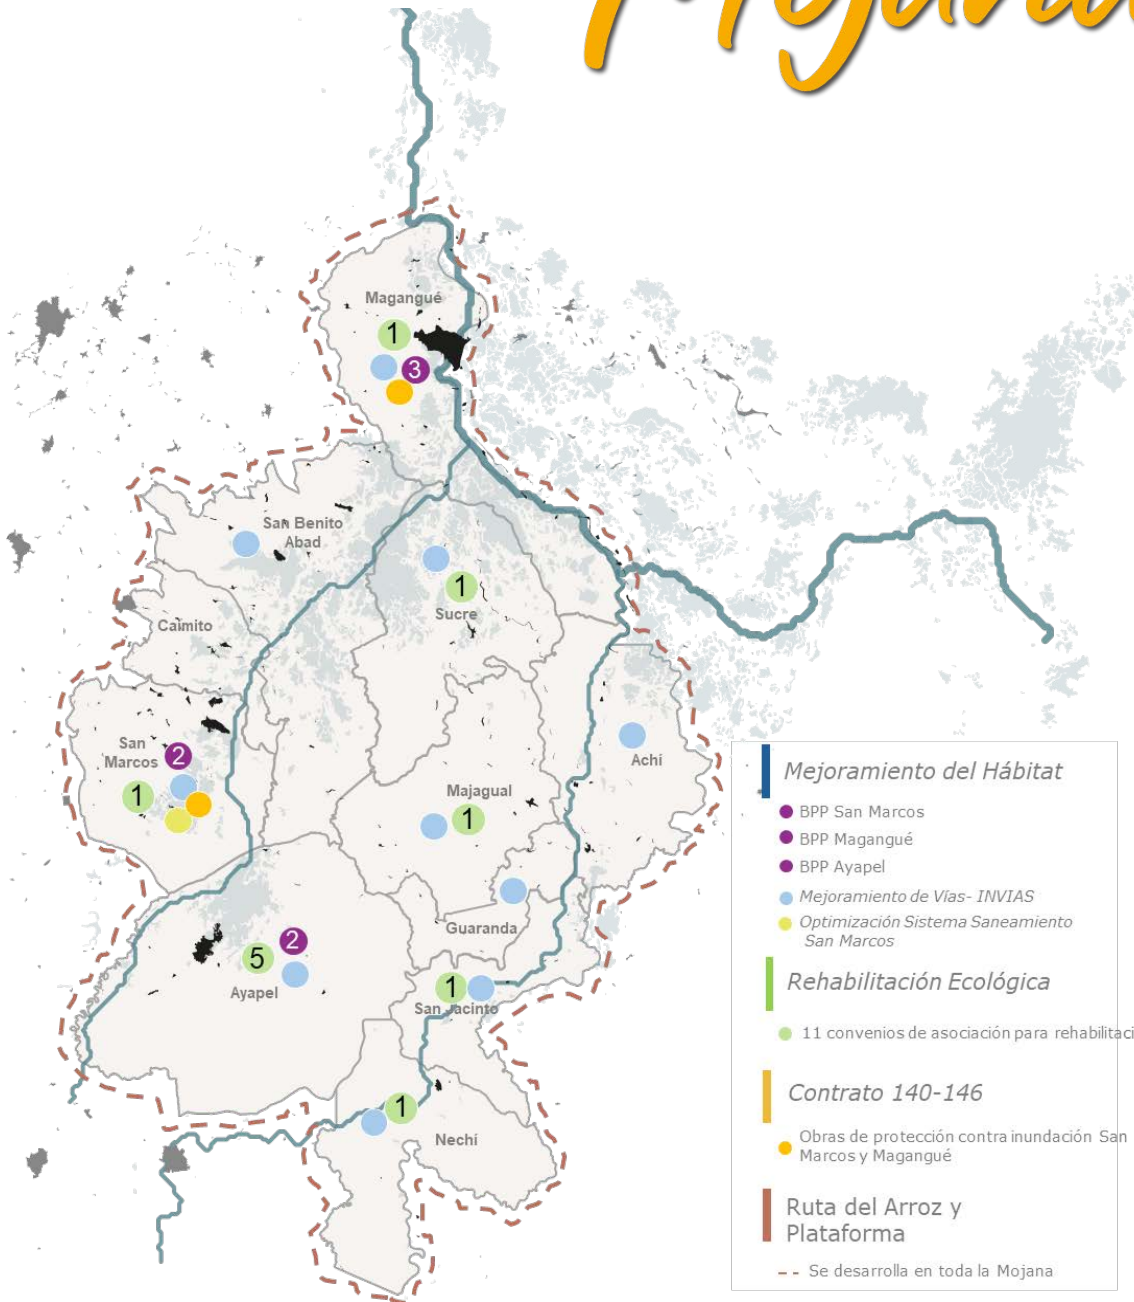 Mojana
Magangué
1
3
San Benito
Abad
1
Sucre
Caimito
San
Marcos
2
1
Achí
Majagual
1
Guaranda
2
5
Ayapel
1
San Jacinto
1
Nechí
Mejoramiento del Hábitat
BPP San Marcos
BPP Magangué
BPP Ayapel
Mejoramiento de Vías- INVIAS
Optimización Sistema Saneamiento
San Marcos
Rehabilitación Ecológica
11 convenios de asociación para rehabilitaci
Contrato 140-146
Obras de protección contra inundación San
Marcos y Magangué
Ruta del Arroz y
Plataforma
Se desarrolla en toda la Mojana